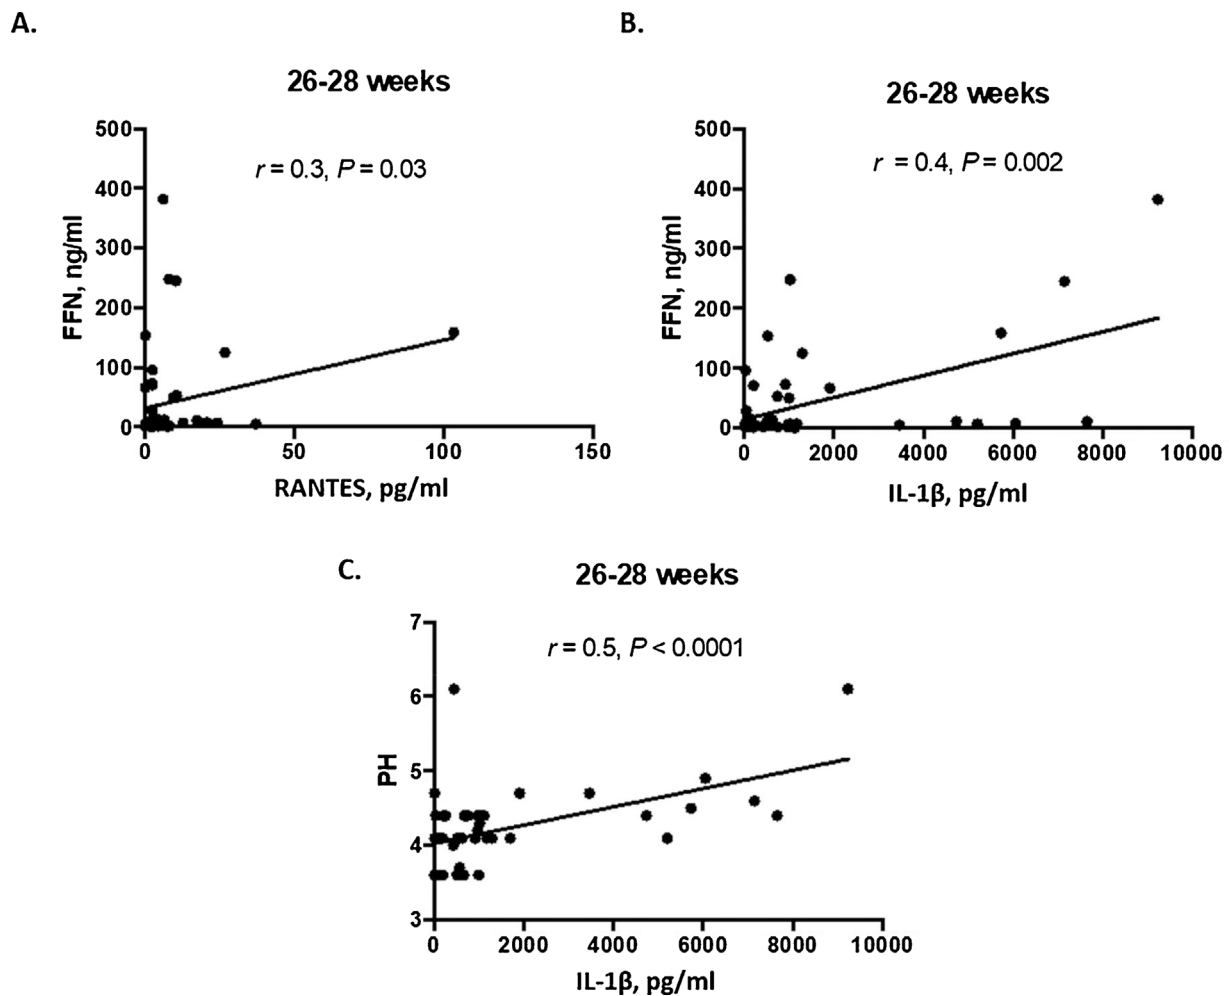 A.
26-28 weeks
r = 0.3, P = 0.03
FFN, ng/ml
500
400
300
200
100
0
0 50 100 150
RANTES, pg/ml
B.
26-28 weeks
r = 0.4, P = 0.002
FFN, ng/ml
500
400
300
200
100
0
0 2000 4000 6000 8000 10000
IL-1β, pg/ml
C.
26-28 weeks
r = 0.5, P < 0.0001
PH
7
6
5
4
3
0 2000 4000 6000 8000 10000
IL-1β, pg/ml